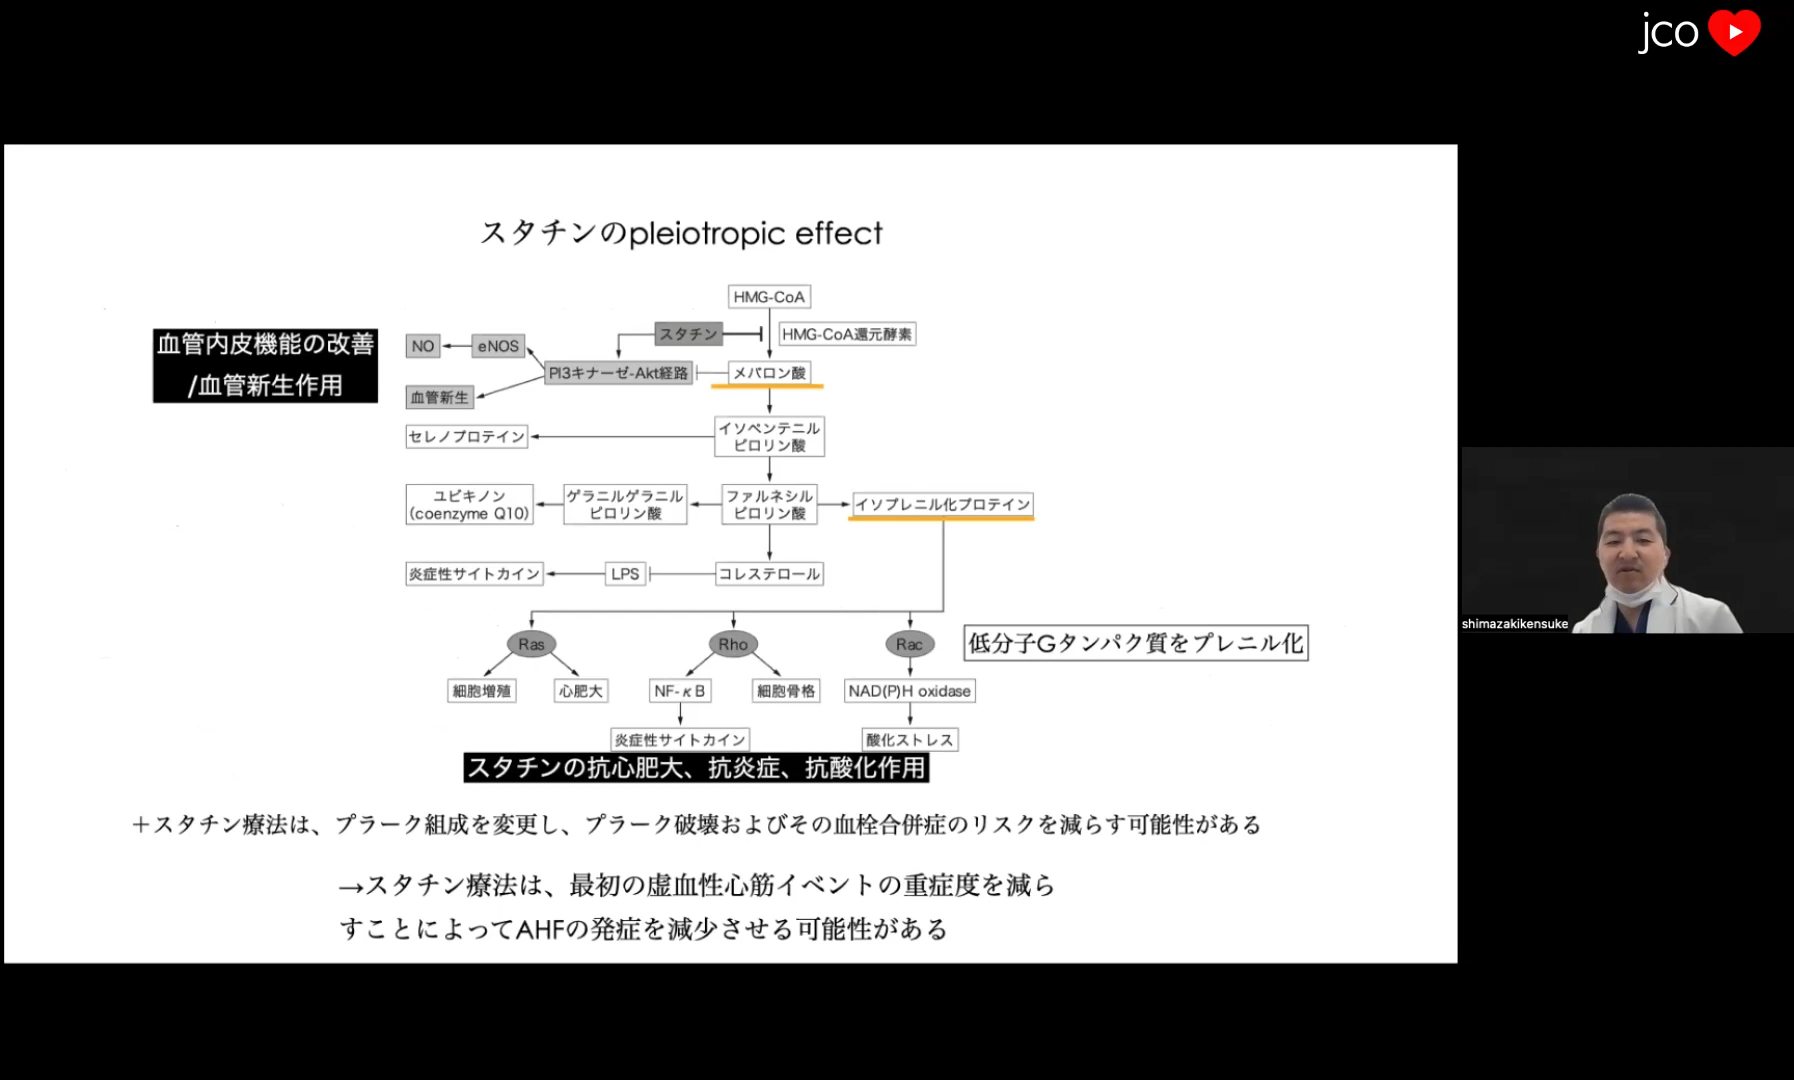 jco
スタチンのpleiotropic effect
HMG-CoA
血管内皮機能の改善
/血管新生作用
スタチン
HMG-CoA還元酵素
NO
eNOS
PI3キナーゼ-Akt経路
メバロン酸
血管新生
セレノプロテイン
イソペンテニル
ピロリン酸
ユビキノン
(coenzyme Q10)
ゲラニルゲラニル
ピロリン酸
ファルネシル
ピロリン酸
イソプレニル化プロテイン
炎症性サイトカイン
LPS
コレステロール
Ras
Rho
Rac
低分子Gタンパク質をプレニル化
細胞増殖
心肥大
NF-κB
細胞骨格
NAD(P)H oxidase
炎症性サイトカイン
酸化ストレス
スタチンの抗心肥大、抗炎症、抗酸化作用
＋スタチン療法は、プラーク組成を変更し、プラーク破壊およびその血栓合併症のリスクを減らす可能性がある
→スタチン療法は、最初の虚血性心筋イベントの重症度を減ら
すことによってAHFの発症を減少させる可能性がある
shimazakikensuke